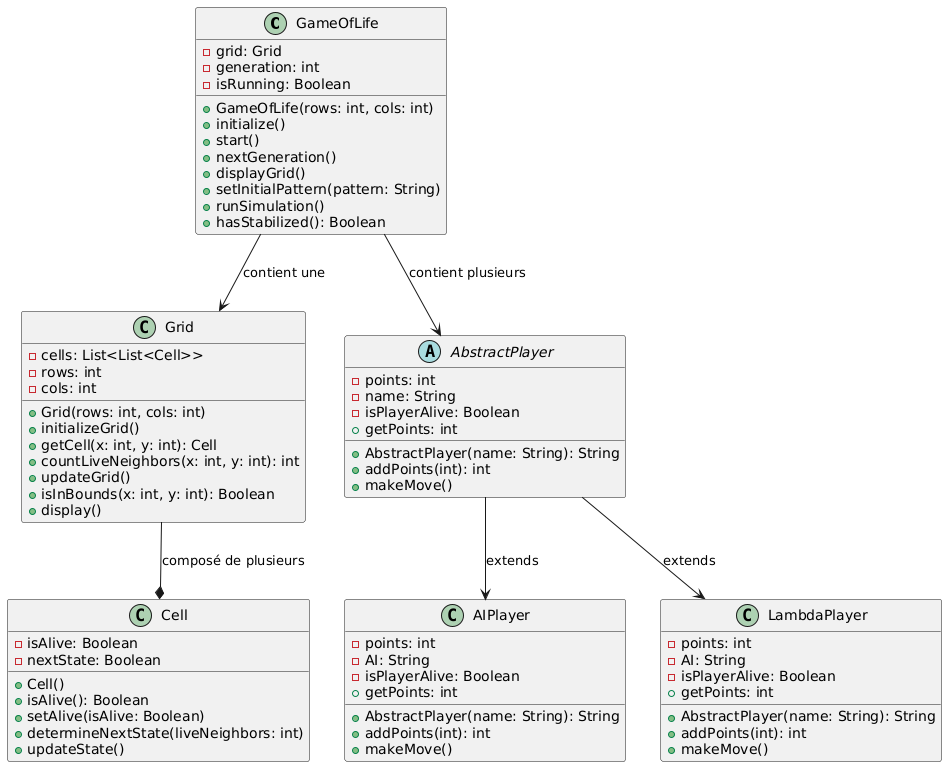 GameOfLife
grid: Grid
generation: int
isRunning: Boolean
GameOfLife(rows: int, cols: int)
initialize()
start()
nextGeneration()
displayGrid()
setInitialPattern(pattern: String)
runSimulation()
hasStabilized(): Boolean
contient une
contient plusieurs
Grid
cells: List<List<Cell>>
rows: int
cols: int
Grid(rows: int, cols: int)
initializeGrid()
getCell(x: int, y: int): Cell
countLiveNeighbors(x: int, y: int): int
updateGrid()
isInBounds(x: int, y: int): Boolean
display()
AbstractPlayer
points: int
name: String
isPlayerAlive: Boolean
getPoints: int
AbstractPlayer(name: String): String
addPoints(int): int
makeMove()
composé de plusieurs
extends
extends
Cell
isAlive: Boolean
nextState: Boolean
Cell()
isAlive(): Boolean
setAlive(isAlive: Boolean)
determineNextState(liveNeighbors: int)
updateState()
AIPlayer
points: int
AI: String
isPlayerAlive: Boolean
getPoints: int
AbstractPlayer(name: String): String
addPoints(int): int
makeMove()
LambdaPlayer
points: int
AI: String
isPlayerAlive: Boolean
getPoints: int
AbstractPlayer(name: String): String
addPoints(int): int
makeMove()